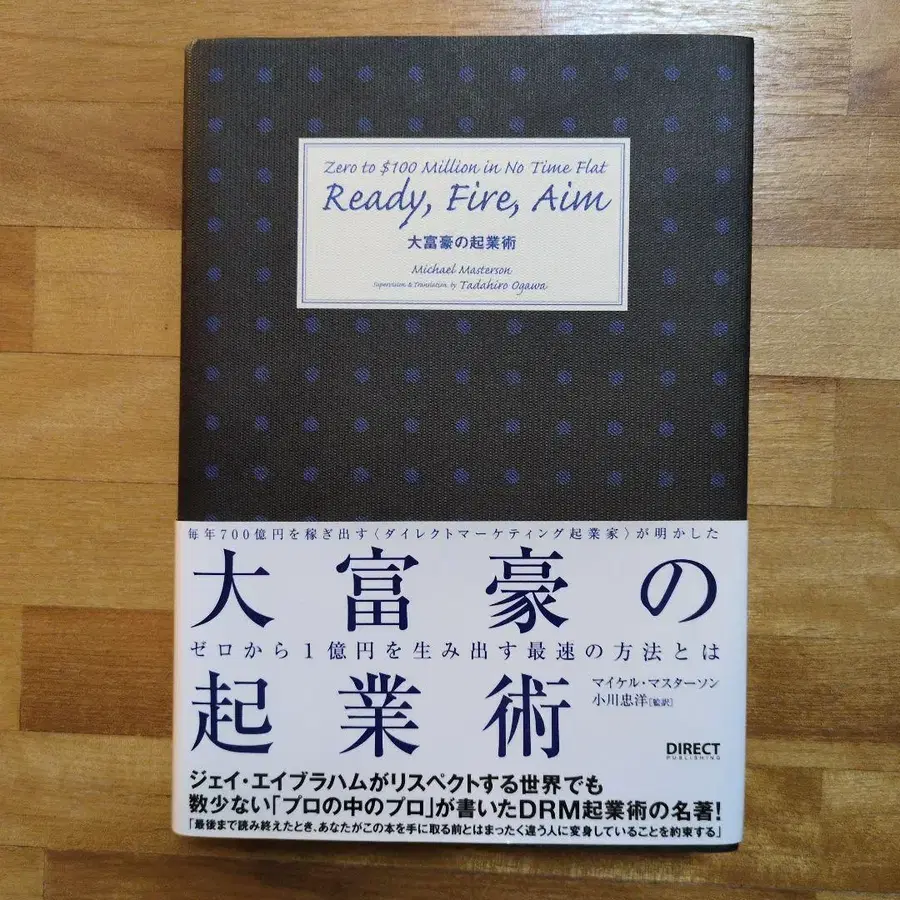 Zero to $100 Million in No Time Flat
Ready, Fire, Aim
大富豪の起業術
Michael Masterson
Supervision & Translation by Tadahiro Ogawa
毎年700億円を稼ぎ出す〈ダイレクトマーケティング起業家〉が明かした
大富豪の
ゼロから1億円を生み出す最速の方法とは
起業術
マイケル・マスターソン
小川忠洋[監訳]
DIRECT
PUBLISHING
ジェイ・エイブラハムがリスペクトする世界でも
数少ない「プロの中のプロ」が書いたDRM起業術の名著!
「最後まで読み終えたとき、あなたがこの本を手に取る前とはまったく違う人に変身していることを約束する」